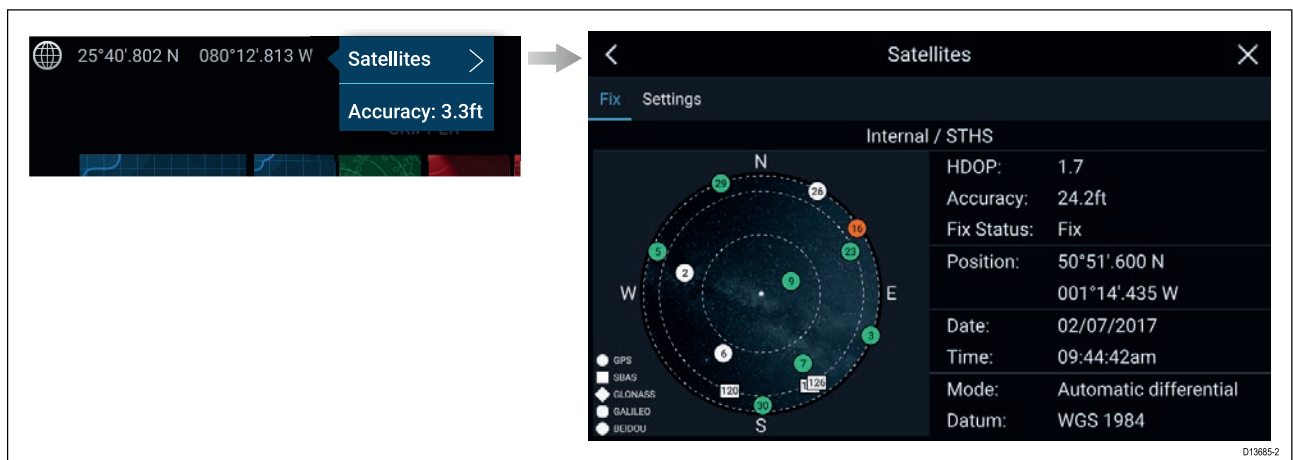 25°40'.802 N 080°12'.813 W
Satellites
Accuracy: 3.3ft
Satellites
Fix Settings
Internal / STHS
N
W
E
S
29
26
16
5
23
2
9
3
6
7
120
126
30
GPS
SBAS
GLONASS
GALILEO
BEIDOU
HDOP: 1.7
Accuracy: 24.2ft
Fix Status: Fix
Position: 50°51'.600 N
001°14'.435 W
Date: 02/07/2017
Time: 09:44:42am
Mode: Automatic differential
Datum: WGS 1984
D13685-2